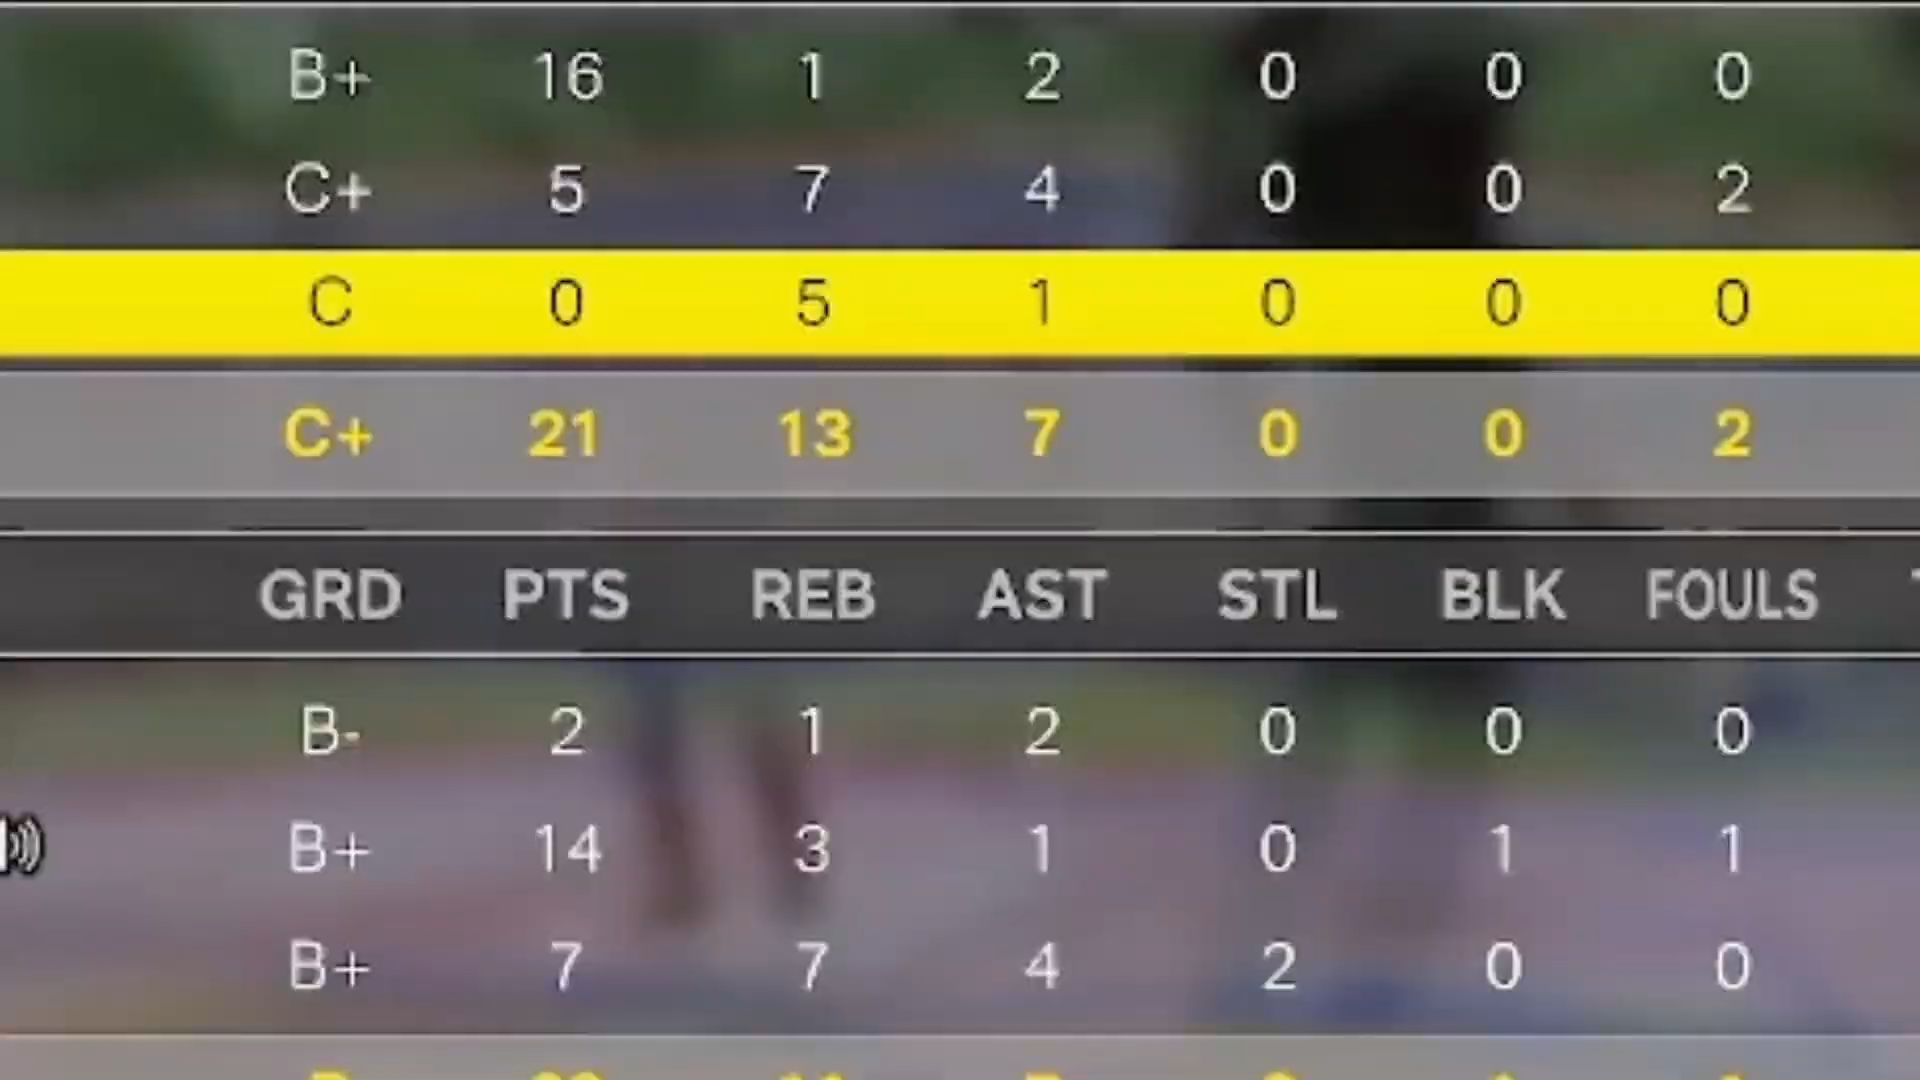 B+ 16 1 2 0 0 0
C+ 5 7 4 0 0 2
C 0 5 1 0 0 0
C+ 21 13 7 0 0 2
GRD PTS REB AST STL BLK FOULS
B- 2 1 2 0 0 0
B+ 14 3 1 0 1 1
B+ 7 7 4 2 0 0